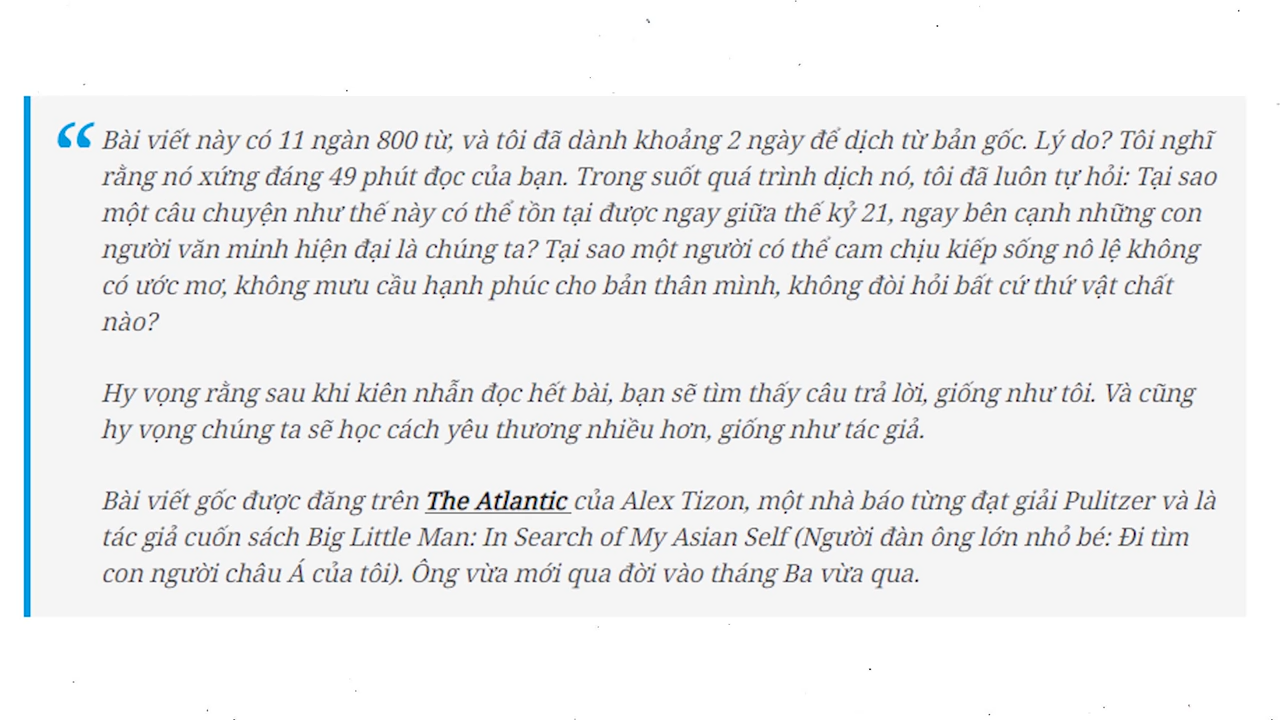 “Bài viết này có 11 ngàn 800 từ, và tôi đã dành khoảng 2 ngày để dịch từ bản gốc. Lý do? Tôi nghĩ
rằng nó xứng đáng 49 phút đọc của bạn. Trong suốt quá trình dịch nó, tôi đã luôn tự hỏi: Tại sao
một câu chuyện như thế này có thể tồn tại được ngay giữa thế kỷ 21, ngay bên cạnh những con
người văn minh hiện đại là chúng ta? Tại sao một người có thể cam chịu kiếp sống nô lệ không
có ước mơ, không mưu cầu hạnh phúc cho bản thân mình, không đòi hỏi bất cứ thứ vật chất
nào?
Hy vọng rằng sau khi kiên nhẫn đọc hết bài, bạn sẽ tìm thấy câu trả lời, giống như tôi. Và cũng
hy vọng chúng ta sẽ học cách yêu thương nhiều hơn, giống như tác giả.
Bài viết gốc được đăng trên The Atlantic của Alex Tizon, một nhà báo từng đạt giải Pulitzer và là
tác giả cuốn sách Big Little Man: In Search of My Asian Self (Người đàn ông lớn nhỏ bé: Đi tìm
con người châu Á của tôi). Ông vừa mới qua đời vào tháng Ba vừa qua.